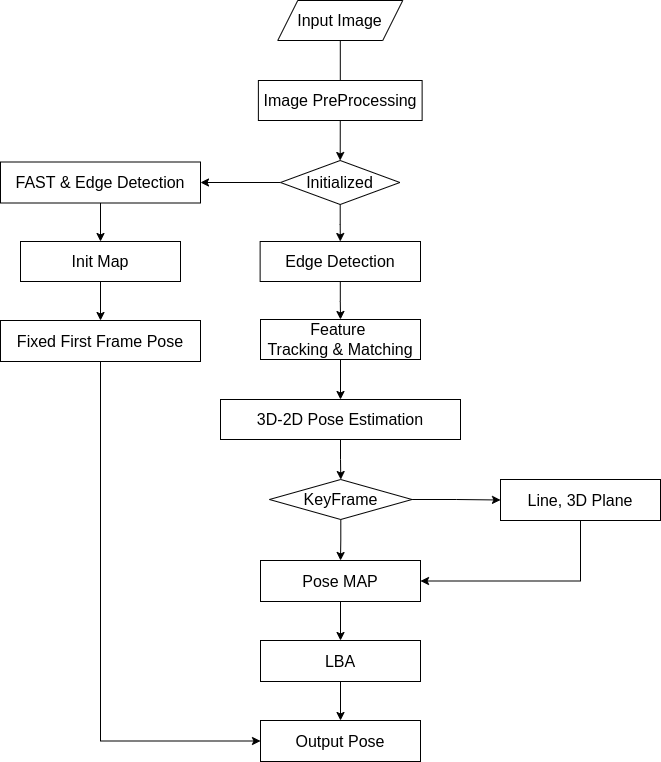 Input Image
Image PreProcessing
Initialized
FAST & Edge Detection
Init Map
Fixed First Frame Pose
Edge Detection
Feature
Tracking & Matching
3D-2D Pose Estimation
KeyFrame
Line, 3D Plane
Pose MAP
LBA
Output Pose